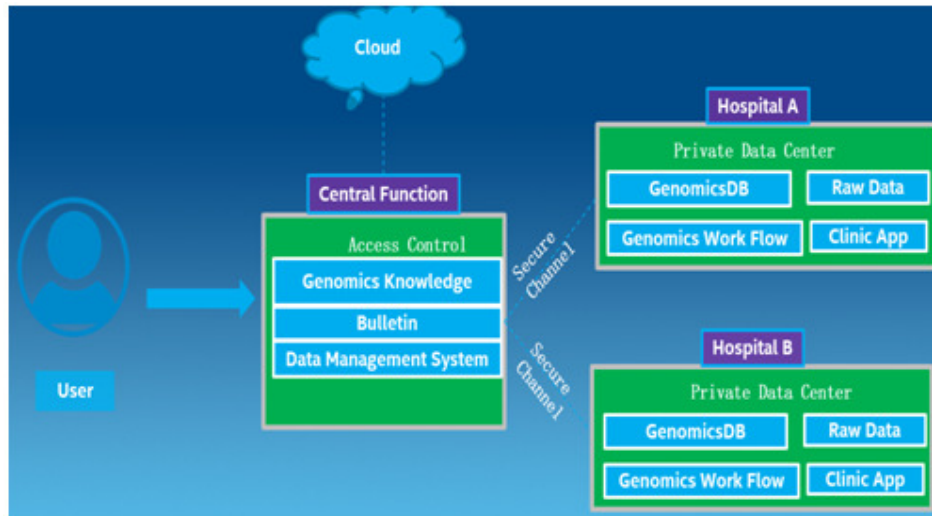 Cloud
Central Function
Access Control
Genomics Knowledge
Bulletin
Data Management System
User
Secure
Channel
Secure
Channel
Hospital A
Private Data Center
GenomicsDB
Raw Data
Genomics Work Flow
Clinic App
Hospital B
Private Data Center
GenomicsDB
Raw Data
Genomics Work Flow
Clinic App